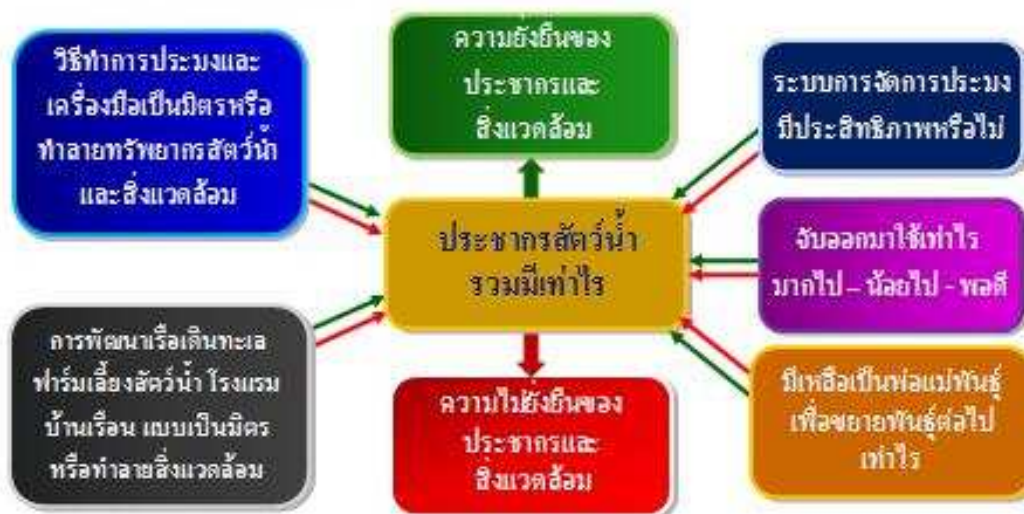 วิธีทำการประมงและ
เครื่องมือเป็นมิตรหรือ
ทำลายทรัพยากรสัตว์น้ำ
และสิ่งแวดล้อม
ความยั่งยืนของ
ประชากรและ
สิ่งแวดล้อม
ระบบการจัดการประมง
มีประสิทธิภาพหรือไม่
ประชากรสัตว์น้ำ
รวมมีเท่าไร
จับออกมาใช้เท่าไร
มากไป – น้อยไป - พอดี
การพัฒนาเรือเดินทะเล
ฟาร์มเลี้ยงสัตว์น้ำ โรงแรม
บ้านเรือน แบบเป็นมิตร
หรือทำลายสิ่งแวดล้อม
ความไม่ยั่งยืนของ
ประชากรและ
สิ่งแวดล้อม
มีเหลือเป็นพ่อแม่พันธุ์
เพื่อขยายพันธุ์ต่อไป
เท่าไร